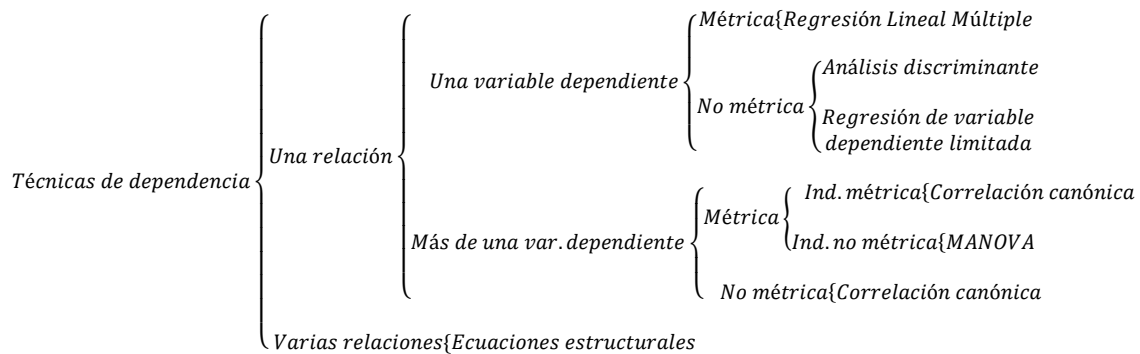 Técnicas de dependencia
Una relación
Una variable dependiente
Métrica{Regresión Lineal Múltiple
No métrica
Análisis discriminante
Regresión de variable
dependiente limitada
Más de una var. dependiente
Métrica
Ind. métrica{Correlación canónica
Ind. no métrica{MANOVA
No métrica{Correlación canónica
Varias relaciones{Ecuaciones estructurales